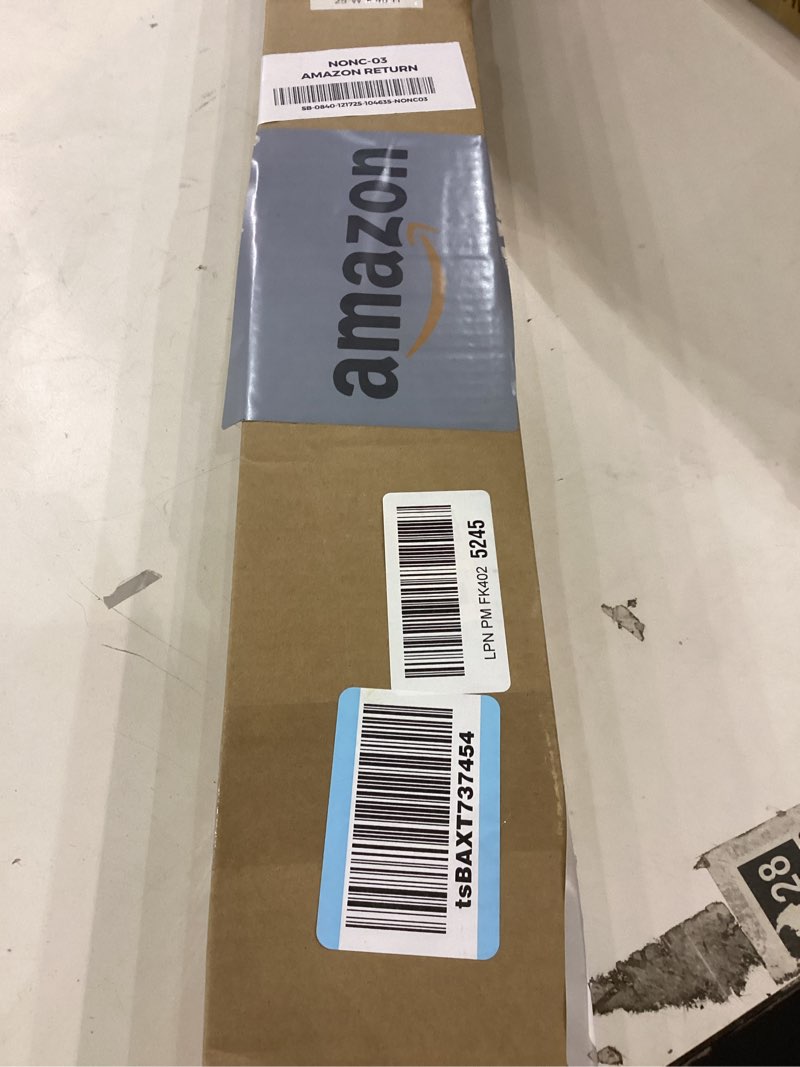 NONC-03
AMAZON RETURN
SB-0840-121725-104635-NONC03
amazon
LPN PM FK402 5245
tsBAXT737454
28